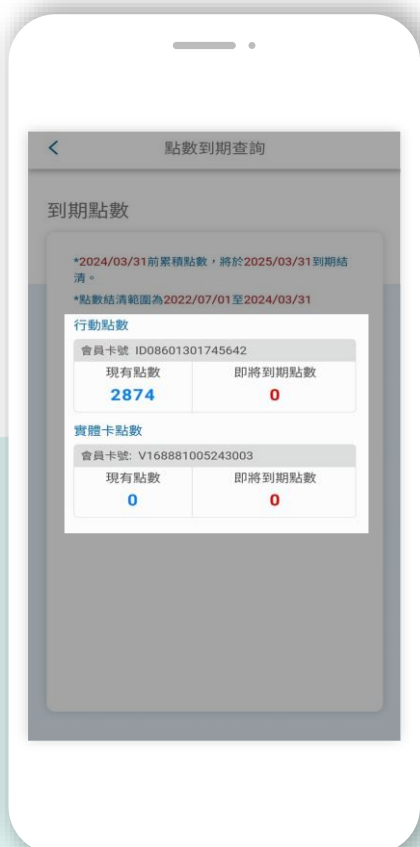 點數到期查詢
到期點數
*2024/03/31前累積點數，將於2025/03/31到期結
清。
*點數結清範圍為2022/07/01至2024/03/31
行動點數
會員卡號 ID08601301745642
現有點數 即將到期點數
2874 0
實體卡點數
會員卡號: V168881005243003
現有點數 即將到期點數
0 0